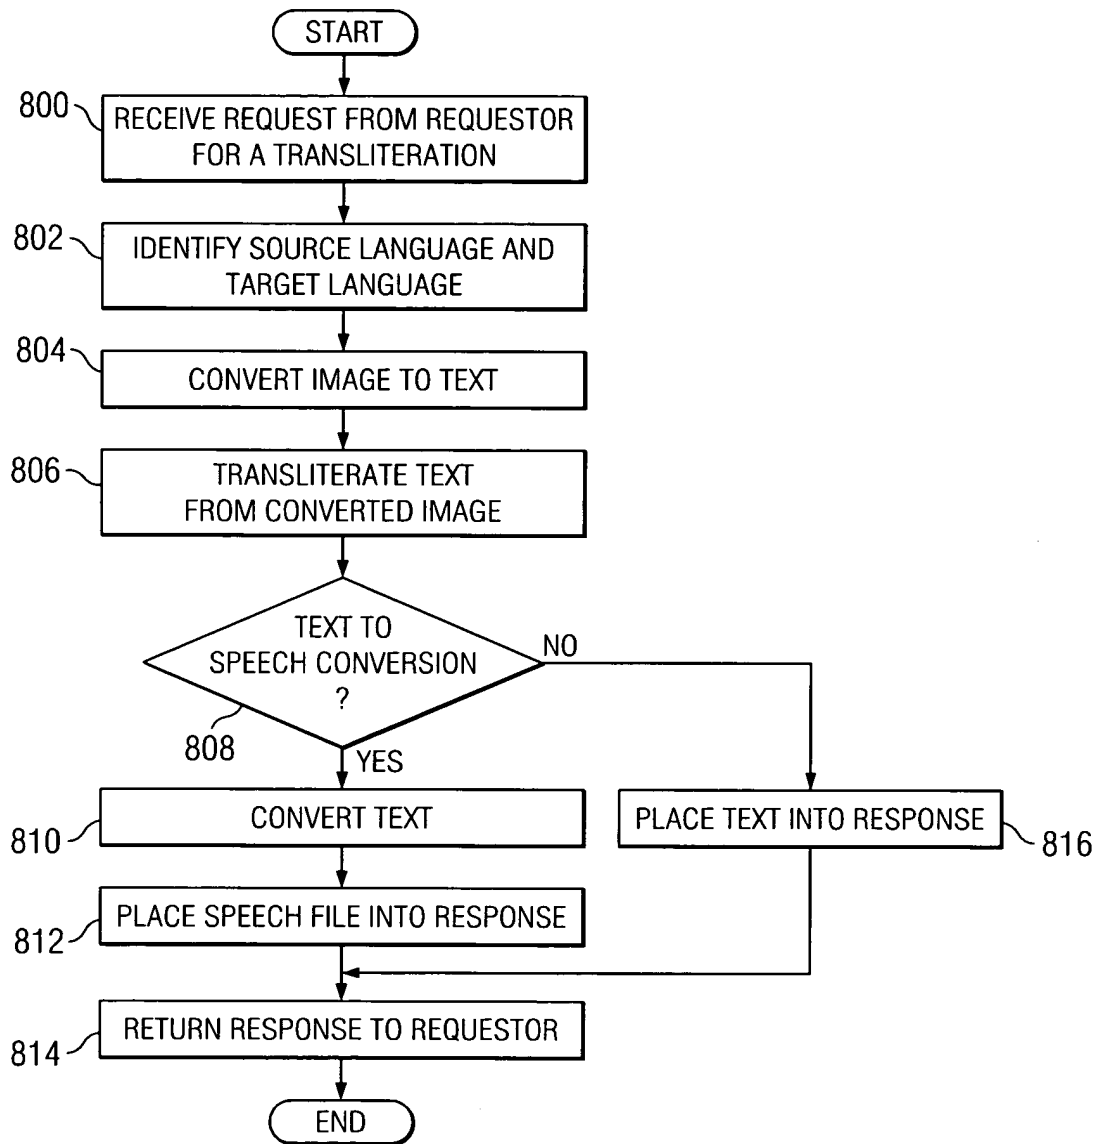 START
800
RECEIVE REQUEST FROM REQUESTOR
FOR A TRANSLITERATION
802
IDENTIFY SOURCE LANGUAGE AND
TARGET LANGUAGE
804
CONVERT IMAGE TO TEXT
806
TRANSLITERATE TEXT
FROM CONVERTED IMAGE
TEXT TO
SPEECH CONVERSION
?
808
NO
YES
810
CONVERT TEXT
PLACE TEXT INTO RESPONSE
816
812
PLACE SPEECH FILE INTO RESPONSE
814
RETURN RESPONSE TO REQUESTOR
END